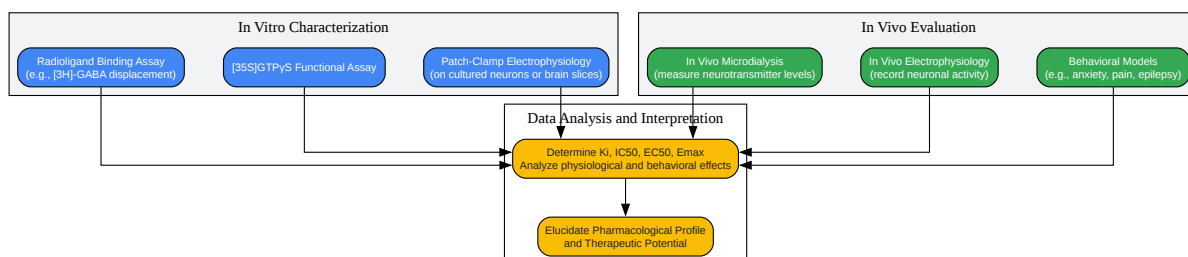 In Vitro Characterization
Radioligand Binding Assay
(e.g., [3H]-GABA displacement)
[35S]GTPγS Functional Assay
Patch-Clamp Electrophysiology
(on cultured neurons or brain slices)
In Vivo Evaluation
In Vivo Microdialysis
(measure neurotransmitter levels)
In Vivo Electrophysiology
(record neuronal activity)
Behavioral Models
(e.g., anxiety, pain, epilepsy)
Data Analysis and Interpretation
Determine Ki, IC50, EC50, Emax
Analyze physiological and behavioral effects
Elucidate Pharmacological Profile
and Therapeutic Potential